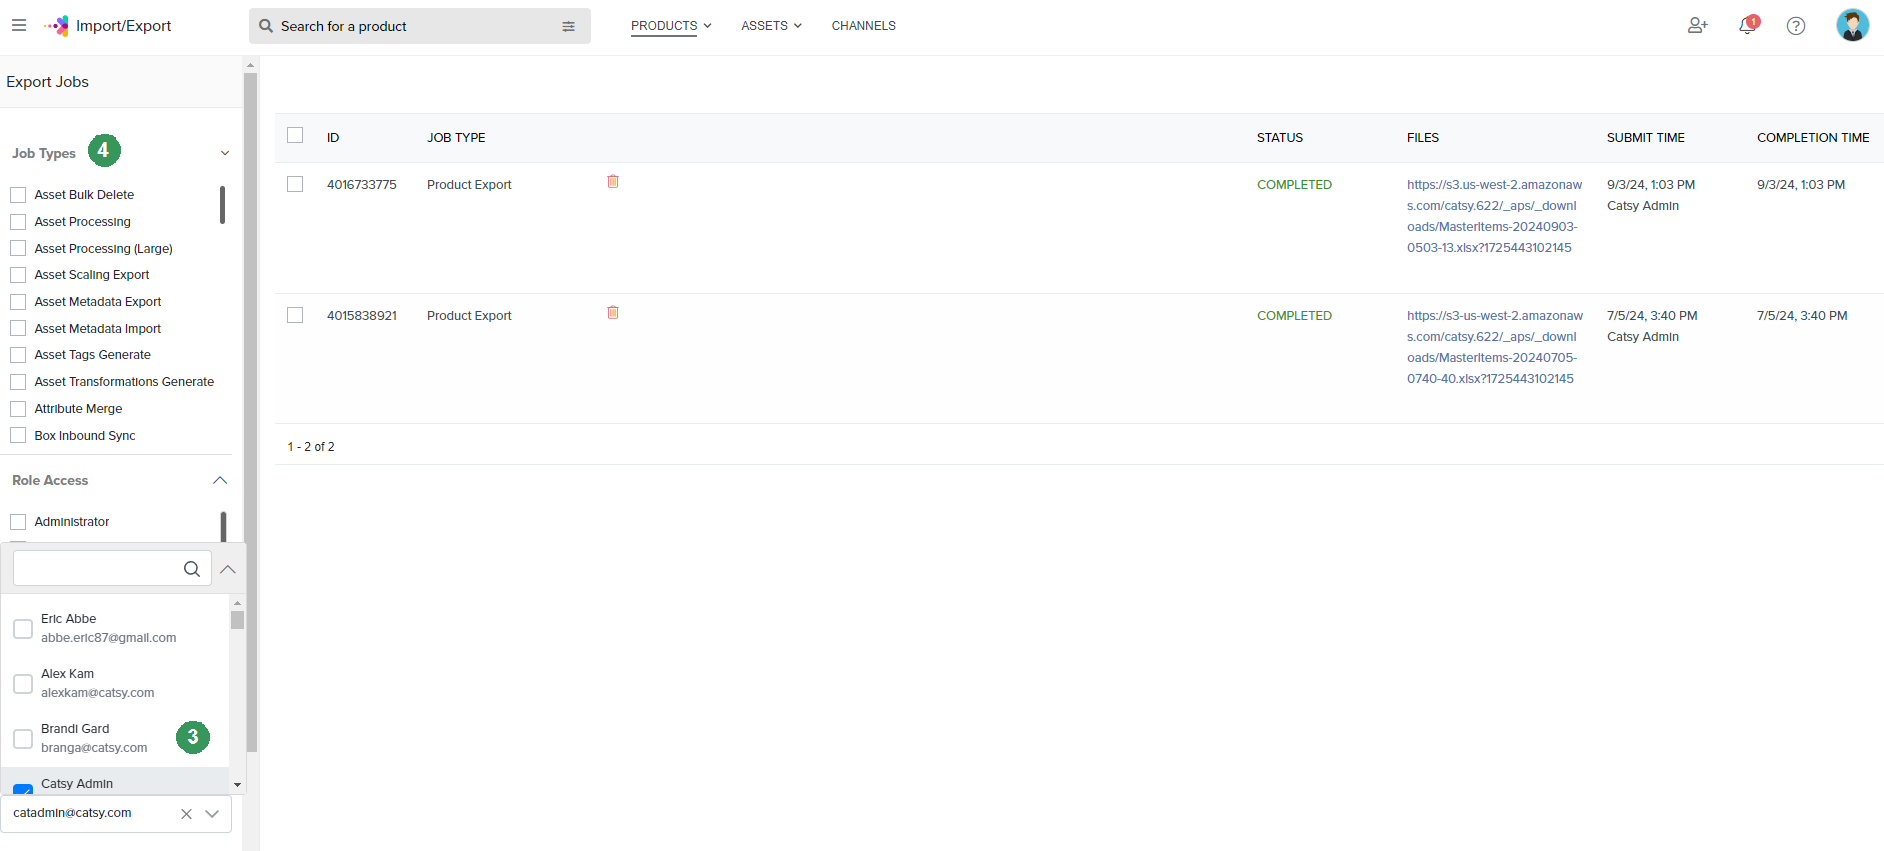 Import/Export
Search for a product
PRODUCTS
ASSETS
CHANNELS
1
?
Export Jobs
Job Types
4
Asset Bulk Delete
Asset Processing
Asset Processing (Large)
Asset Scaling Export
Asset Metadata Export
Asset Metadata Import
Asset Tags Generate
Asset Transformations Generate
Attribute Merge
Box Inbound Sync
Role Access
Administrator
Eric Abbe
abbe.eric87@gmail.com
Alex Kam
alexkam@catsy.com
Brandi Gard
branga@catsy.com
3
Catsy Admin
catadmin@catsy.com
ID JOB TYPE STATUS FILES SUBMIT TIME COMPLETION TIME
4016733775 Product Export COMPLETED https://s3.us-west-2.amazonaw 9/3/24, 1:03 PM 9/3/24, 1:03 PM
s.com/catsy.622/_aps/_downl Catsy Admin
oads/MasterItems-20240903-
0503-13.xlsx?1725443102145
4015838921 Product Export COMPLETED https://s3-us-west-2.amazonaw 7/5/24, 3:40 PM 7/5/24, 3:40 PM
s.com/catsy.622/_aps/_downl Catsy Admin
oads/MasterItems-20240705-
0740-40.xlsx?1725443102145
1 - 2 of 2